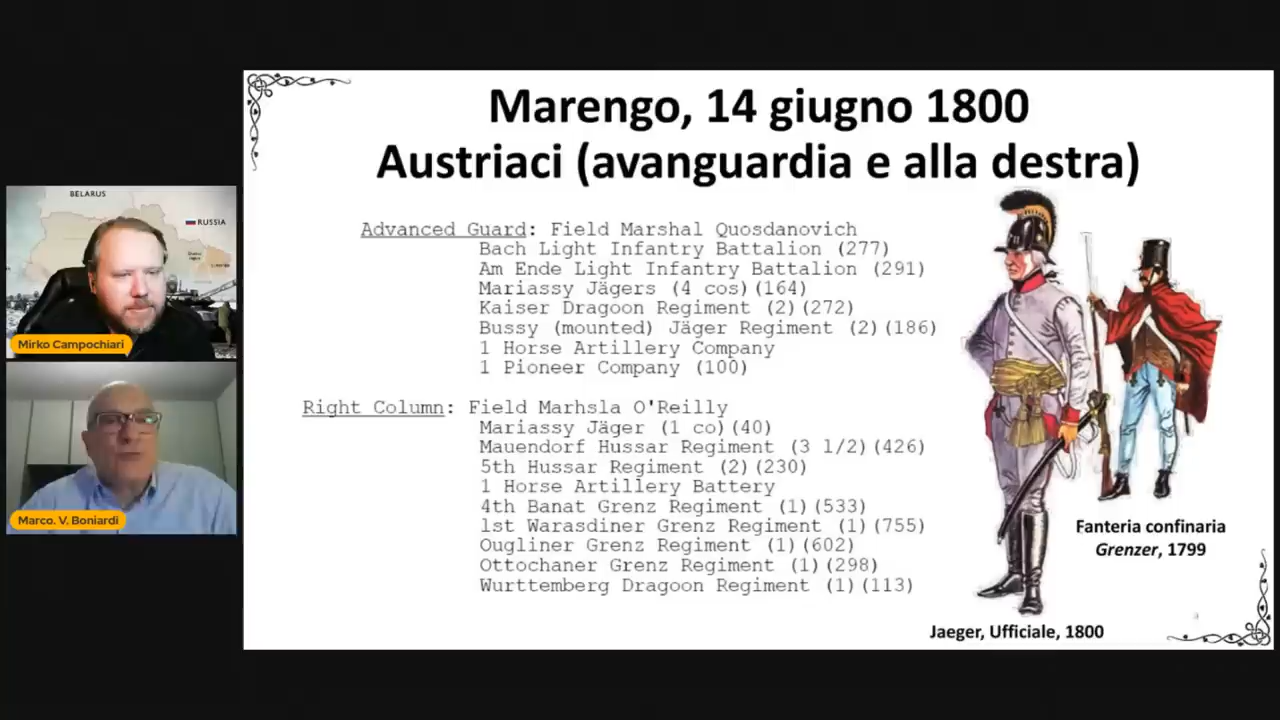 Marengo, 14 giugno 1800
Austriaci (avanguardia e alla destra)
BELARUS
RUSSIA
Mirko Campochiari
Marco. V. Boniardi
Advanced Guard: Field Marshal Quosdanovich
Bach Light Infantry Battalion (277)
Am Ende Light Infantry Battalion (291)
Mariassy Jägers (4 cos)(164)
Kaiser Dragoon Regiment (2)(272)
Bussy (mounted) Jäger Regiment (2)(186)
1 Horse Artillery Company
1 Pioneer Company (100)
Right Column: Field Marhsla O'Reilly
Mariassy Jäger (1 co)(40)
Mauendorf Hussar Regiment (3 1/2)(426)
5th Hussar Regiment (2)(230)
1 Horse Artillery Battery
4th Banat Grenz Regiment (1)(533)
1st Warasdiner Grenz Regiment (1)(755)
Ougliner Grenz Regiment (1)(602)
Ottochaner Grenz Regiment (1)(298)
Wurttemberg Dragoon Regiment (1)(113)
Fanteria confinaria
Grenzer, 1799
Jaeger, Ufficiale, 1800